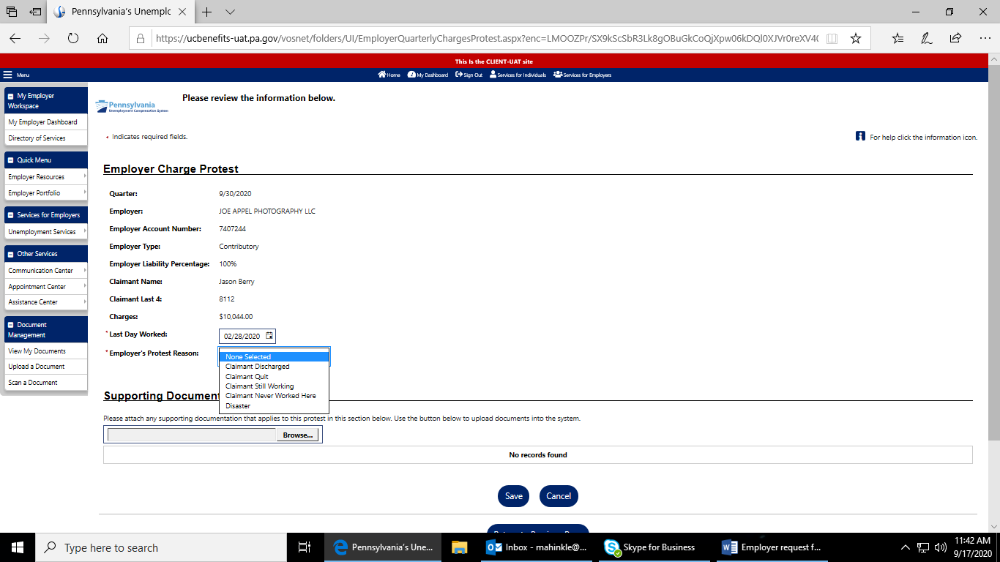 Pennsylvania's Unemplc
https://ucbenefits-uat.pa.gov/vosnet/folders/UI/EmployerQuarterlyChargesProtest.aspx?enc=LMOOZPr/SX9kScSbR3Lk8gOBuGkCoQjXpw06kDQl0XJVr0reXV4(
This is the CLIENT-UAT site
Menu Home My Dashboard Sign Out Services for Individuals Services for Employers
My Employer Workspace
My Employer Dashboard
Directory of Services
Quick Menu
Employer Resources
Employer Portfolio
Services for Employers
Unemployment Services
Other Services
Communication Center
Appointment Center
Assistance Center
Document Management
View My Documents
Upload a Document
Scan a Document
Pennsylvania
Unemployment Compensation System
Please review the information below.
* Indicates required fields.
For help click the information icon.
Employer Charge Protest
Quarter: 9/30/2020
Employer: JOE APPEL PHOTOGRAPHY LLC
Employer Account Number: 7407244
Employer Type: Contributory
Employer Liability Percentage: 100%
Claimant Name: Jason Berry
Claimant Last 4: 8112
Charges: $10,044.00
* Last Day Worked: 02/28/2020
* Employer's Protest Reason:
None Selected
Claimant Discharged
Claimant Quit
Claimant Still Working
Claimant Never Worked Here
Disaster
Supporting Document
Please attach any supporting documentation that applies to this protest in this section below. Use the button below to upload documents into the system.
Browse...
No records found
Save Cancel
Type here to search
Pennsylvania's Une...
Inbox - mahinkle@...
Skype for Business
Employer request f...
11:42 AM
9/17/2020